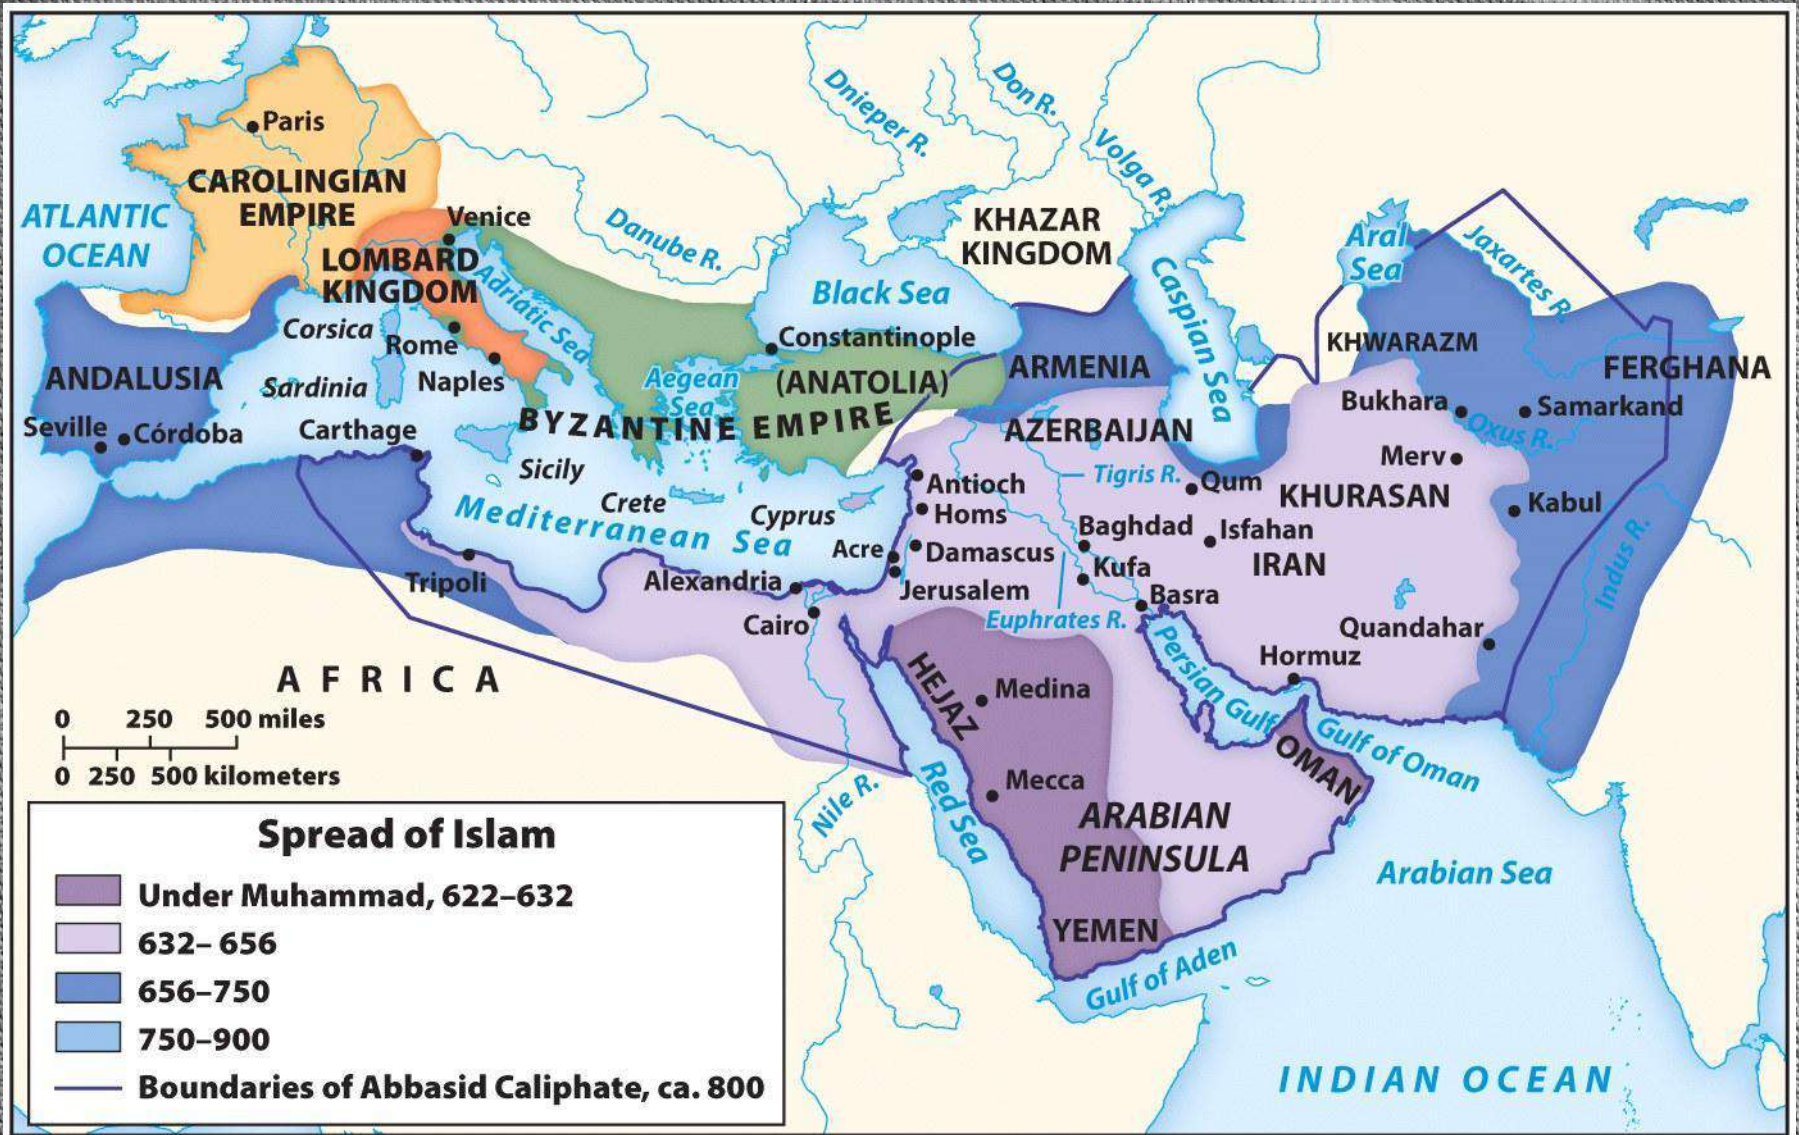 Paris
CAROLINGIAN
EMPIRE
ATLANTIC
OCEAN
Venice
LOMBARD
KINGDOM
Adriatic Sea
Danube R.
Dnieper R.
Don R.
Volga R.
KHAZAR
KINGDOM
Black Sea
Caspian Sea
Aral
Sea
Jaxartes R.
Corsica
Rome
Naples
Sardinia
Constantinople
(ANATOLIA)
Aegean
Sea
BYZANTINE EMPIRE
ARMENIA
KHWARAZM
FERGHANA
ANDALUSIA
Seville
Córdoba
Carthage
Sicily
Crete
Cyprus
Mediterranean Sea
AZERBAIJAN
Tigris R.
Qum
Bukhara
Samarkand
Oxus R.
Merv
KHURASAN
Kabul
Antioch
Homs
Baghdad
Isfahan
Acre
Damascus
Kufa
IRAN
Jerusalem
Basra
Euphrates R.
Indus R.
Tripoli
Alexandria
Cairo
Quandahar
Hormuz
Persian Gulf
Gulf of Oman
AFRICA
HEJAZ
Medina
OMAN
Mecca
Red Sea
Nile R.
ARABIAN
PENINSULA
YEMEN
Gulf of Aden
Arabian Sea
INDIAN OCEAN
0 250 500 miles
0 250 500 kilometers
Spread of Islam
Under Muhammad, 622–632
632– 656
656–750
750–900
Boundaries of Abbasid Caliphate, ca. 800